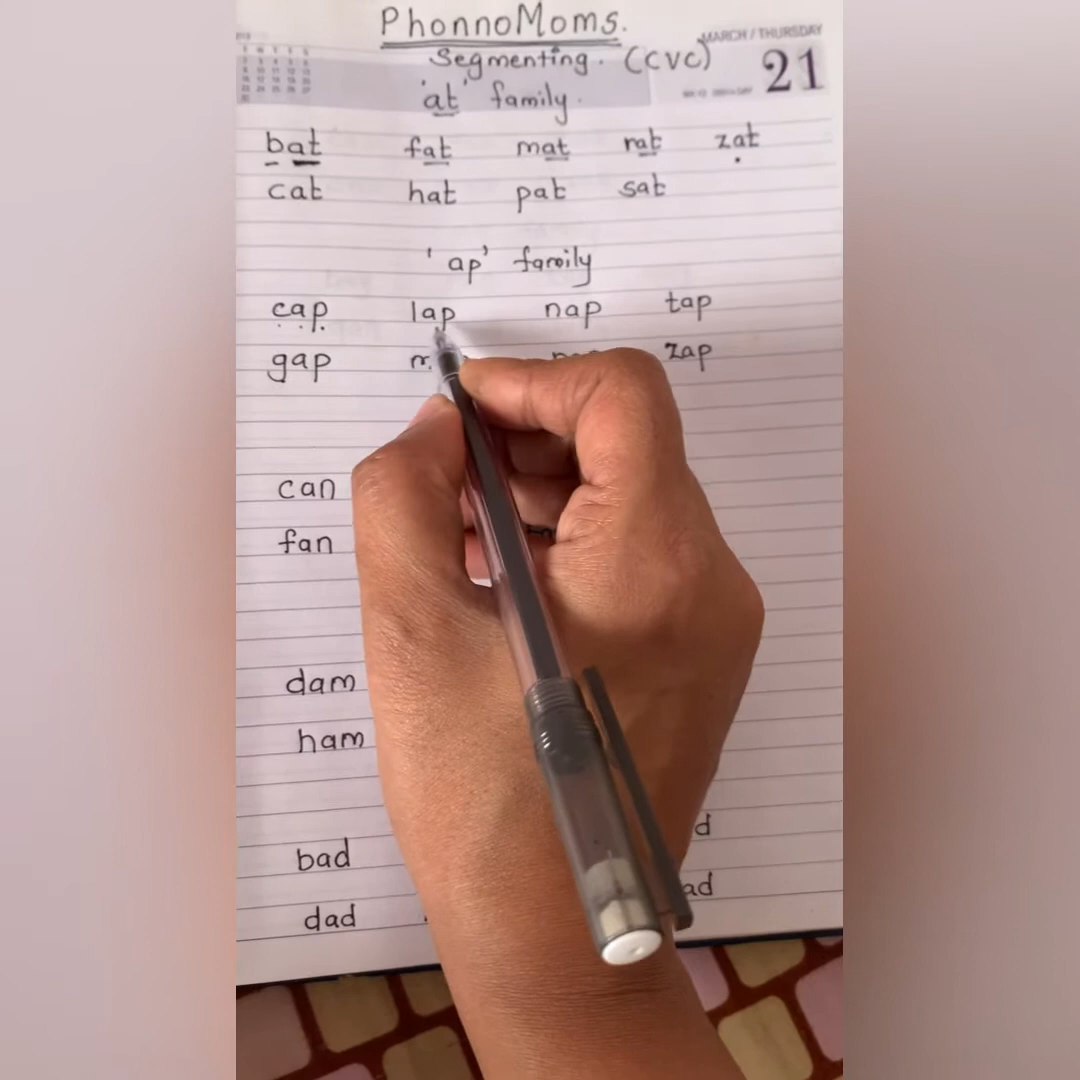 PhonnoMoms.
MARCH / THURSDAY
Segmenting. (CVC)
21
'at' family.
bat fat mat rat zat
cat hat pat sat
'ap' family
cap lap nap tap
gap zap
can
fan
dam
ham
bad
dad